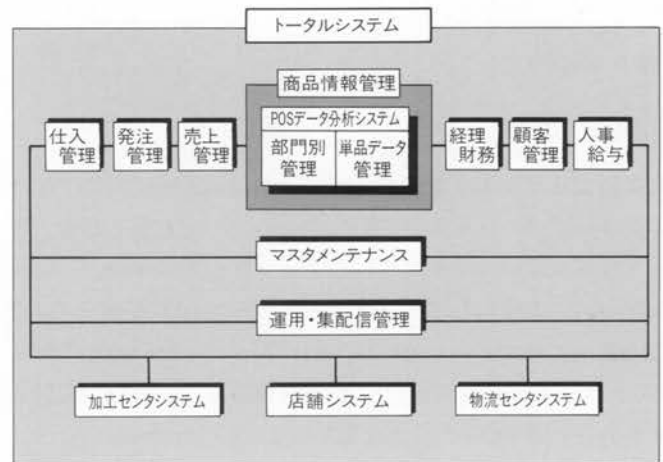 トータルシステム
商品情報管理
POSデータ分析システム
部門別
管理
単品データ
管理
仕入
管理
発注
管理
売上
管理
経理
財務
顧客
管理
人事
給与
マスタメンテナンス
運用・集配信管理
加工センタシステム
店舗システム
物流センタシステム